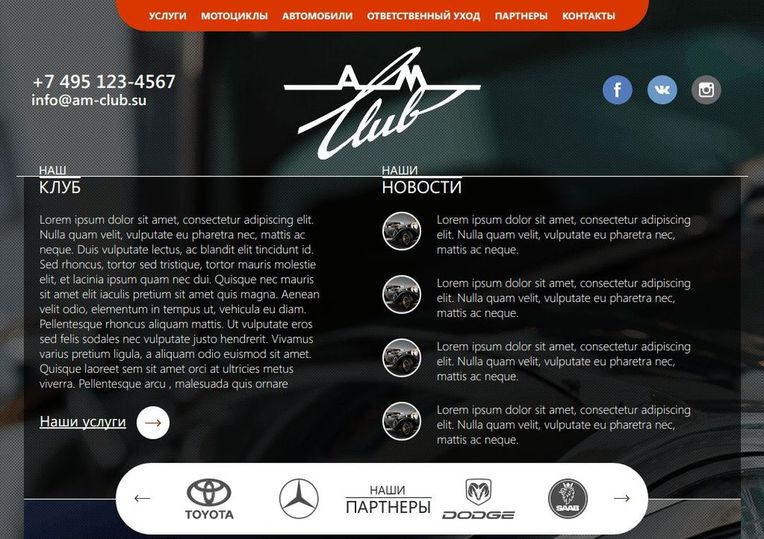 УСЛУГИ МОТОЦИКЛЫ АВТОМОБИЛИ ОТВЕТСТВЕННЫЙ УХОД ПАРТНЕРЫ КОНТАКТЫ
+7 495 123-4567
info@am-club.su
AM
Club
f
НАШ
КЛУБ
Lorem ipsum dolor sit amet, consectetur adipiscing elit.
Nulla quam velit, vulputate eu pharetra nec, mattis ac
neque. Duis vulputate lectus, ac blandit elit tincidunt id.
Sed rhoncus, tortor sed tristique, tortor mauris molestie
elit, et lacinia ipsum quam nec dui. Quisque nec mauris
sit amet elit iaculis pretium sit amet quis magna. Aenean
velit odio, elementum in tempus ut, vehicula eu diam.
Pellentesque rhoncus aliquam mattis. Ut vulputate eros
sed felis sodales nec vulputate justo hendrerit. Vivamus
varius pretium ligula, a aliquam odio euismod sit amet.
Quisque laoreet sem sit amet orci at ultricies metus
viverra. Pellentesque arcu , malesuada quis ornare
Наши услуги
НАШИ
НОВОСТИ
Lorem ipsum dolor sit amet, consectetur adipiscing
elit. Nulla quam velit, vulputate eu pharetra nec,
mattis ac neque.
Lorem ipsum dolor sit amet, consectetur adipiscing
elit. Nulla quam velit, vulputate eu pharetra nec,
mattis ac neque.
Lorem ipsum dolor sit amet, consectetur adipiscing
elit. Nulla quam velit, vulputate eu pharetra nec,
mattis ac neque.
Lorem ipsum dolor sit amet, consectetur adipiscing
elit. Nulla quam velit, vulputate eu pharetra nec,
mattis ac neque.
TOYOTA
НАШИ
ПАРТНЕРЫ
DODGE
SAAB